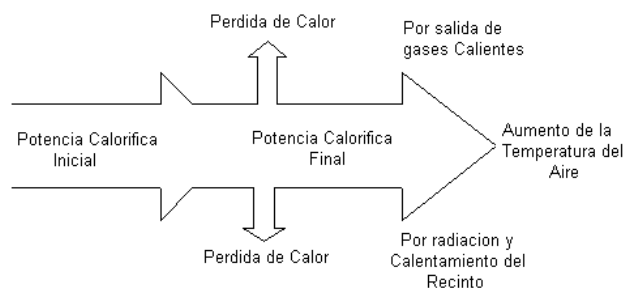 Perdida de Calor
Por salida de
gases Calientes
Potencia Calorifica
Inicial
Potencia Calorifica
Final
Aumento de la
Temperatura del
Aire
Perdida de Calor
Por radiacion y
Calentamiento del
Recinto